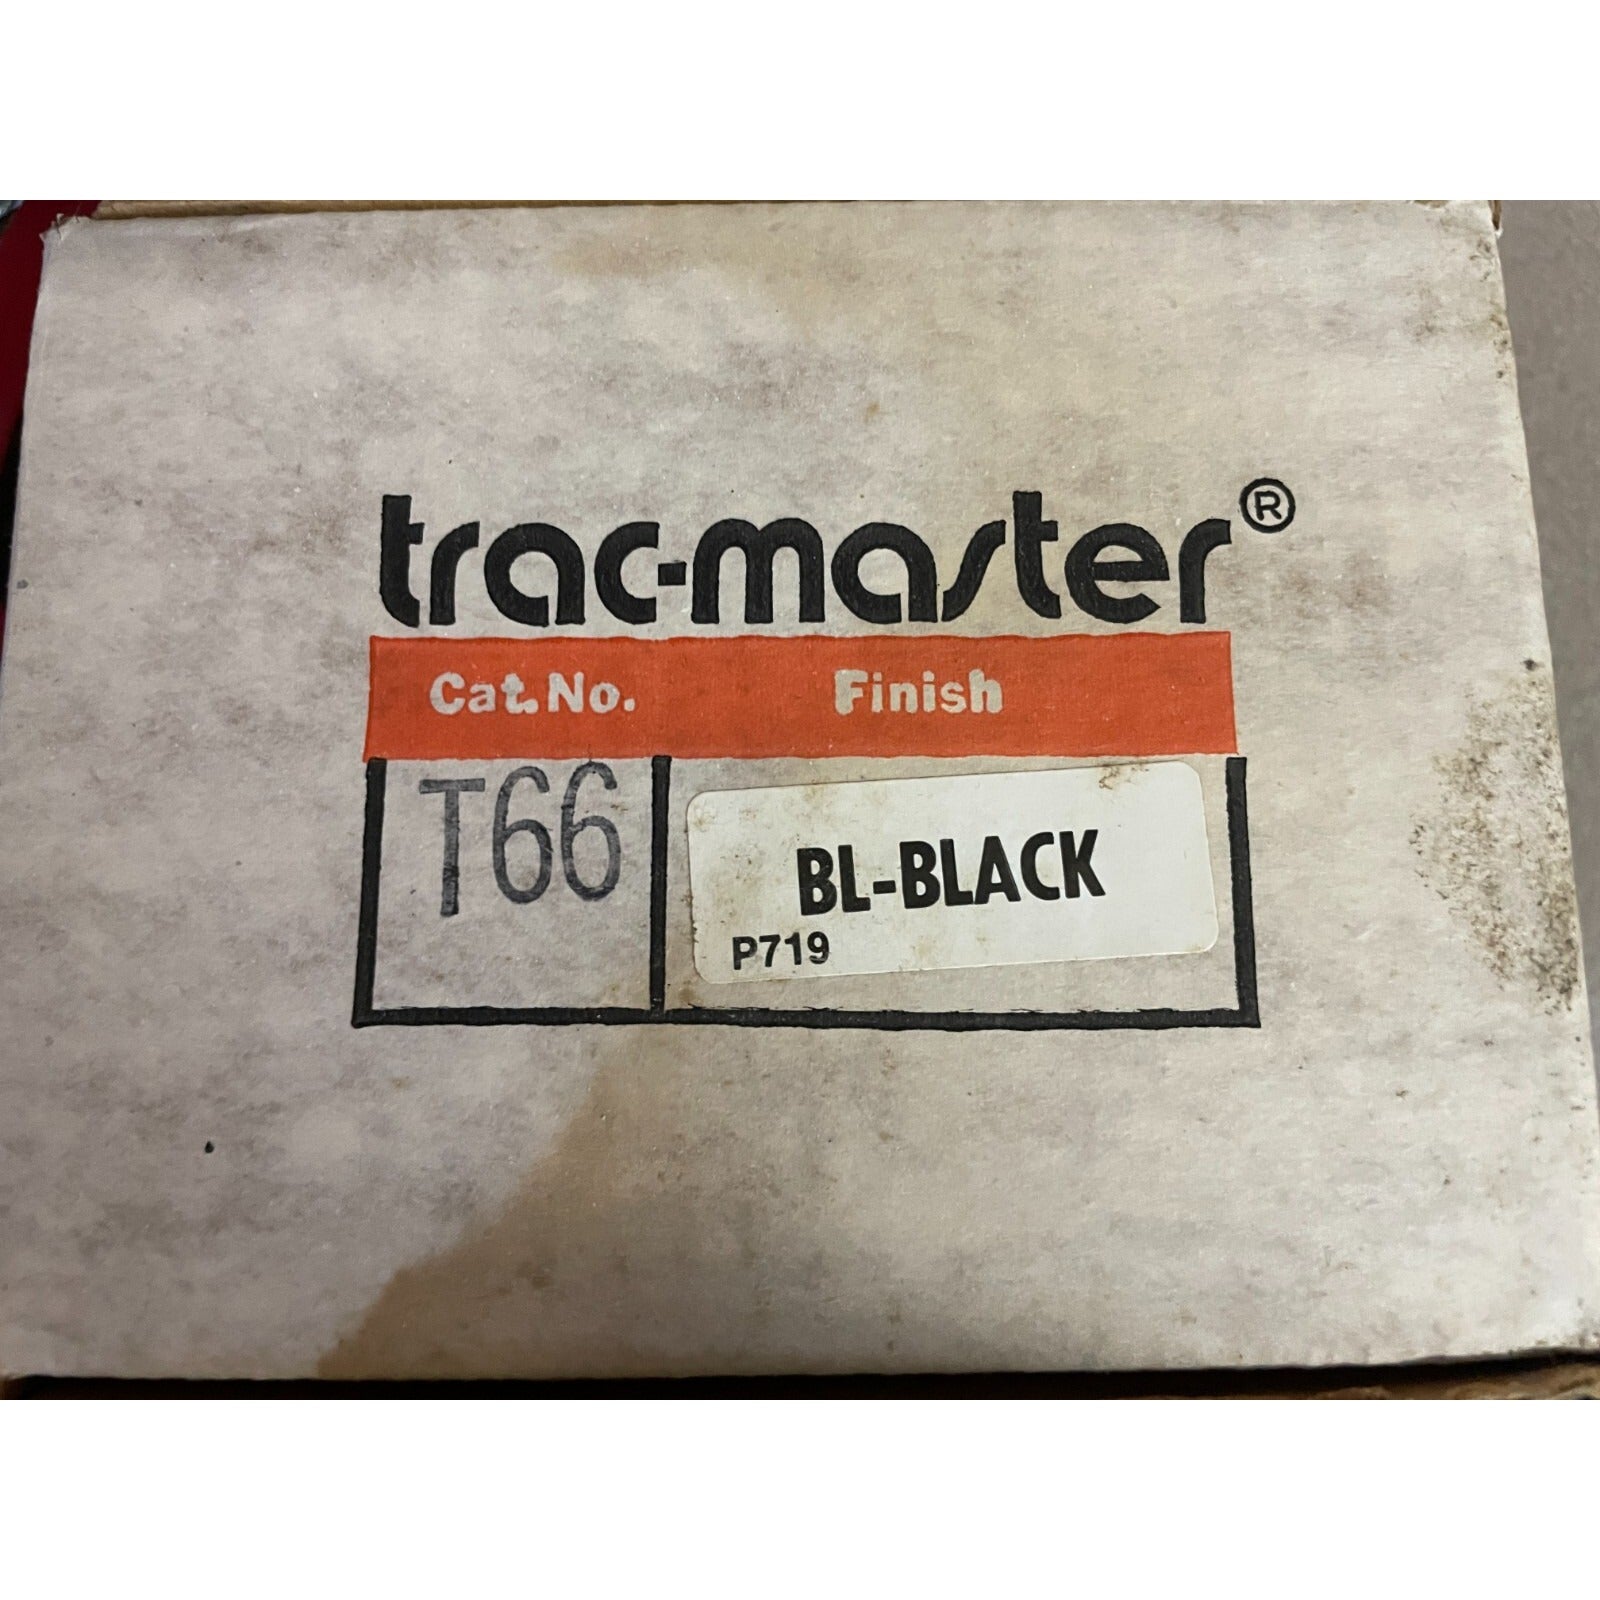 trac-master®
Cat. No. Finish
T66 BL-BLACK
P719